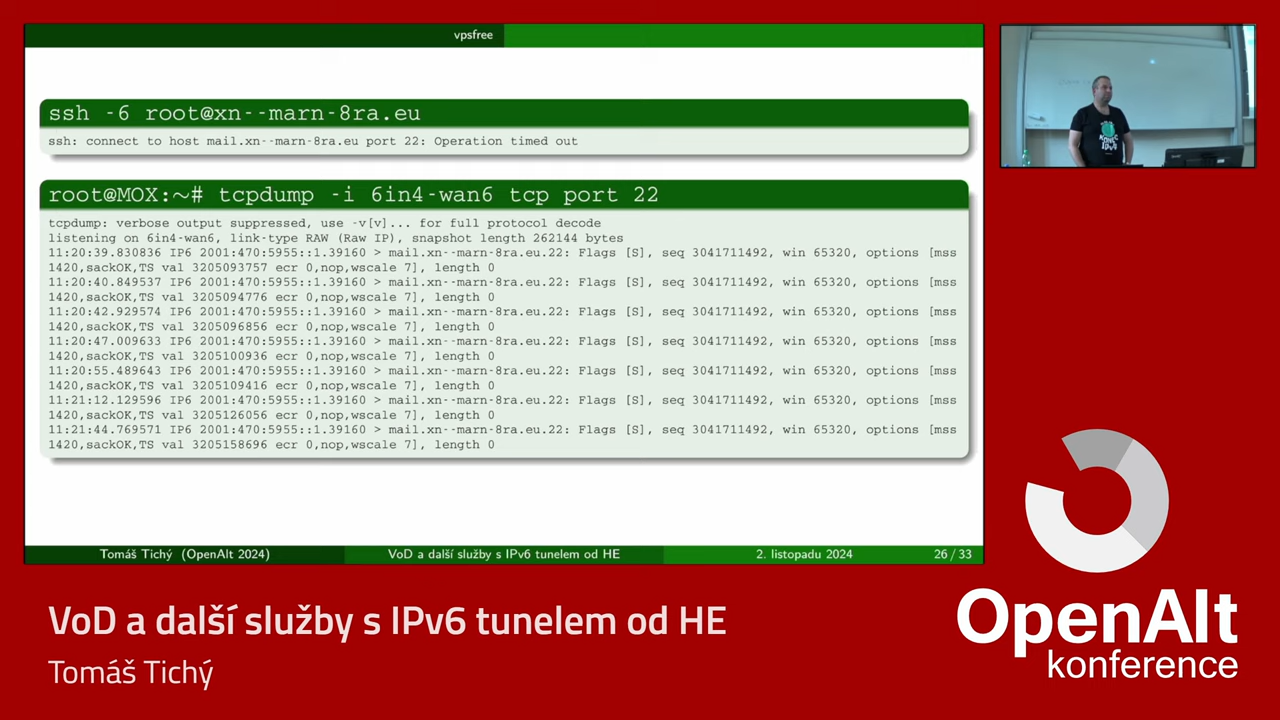 vpsfree
ssh -6 root@xn--marn-8ra.eu
ssh: connect to host mail.xn--marn-8ra.eu port 22: Operation timed out
root@MOX:~# tcpdump -i 6in4-wan6 tcp port 22
tcpdump: verbose output suppressed, use -v[v]... for full protocol decode
listening on 6in4-wan6, link-type RAW (Raw IP), snapshot length 262144 bytes
11:20:39.830836 IP6 2001:470:5955::1.39160 > mail.xn--marn-8ra.eu.22: Flags [S], seq 3041711492, win 65320, options [mss
1420,sackOK,TS val 3205093757 ecr 0,nop,wscale 7], length 0
11:20:40.849537 IP6 2001:470:5955::1.39160 > mail.xn--marn-8ra.eu.22: Flags [S], seq 3041711492, win 65320, options [mss
1420,sackOK,TS val 3205094776 ecr 0,nop,wscale 7], length 0
11:20:42.929574 IP6 2001:470:5955::1.39160 > mail.xn--marn-8ra.eu.22: Flags [S], seq 3041711492, win 65320, options [mss
1420,sackOK,TS val 3205096856 ecr 0,nop,wscale 7], length 0
11:20:47.009633 IP6 2001:470:5955::1.39160 > mail.xn--marn-8ra.eu.22: Flags [S], seq 3041711492, win 65320, options [mss
1420,sackOK,TS val 3205100936 ecr 0,nop,wscale 7], length 0
11:20:55.489643 IP6 2001:470:5955::1.39160 > mail.xn--marn-8ra.eu.22: Flags [S], seq 3041711492, win 65320, options [mss
1420,sackOK,TS val 3205109416 ecr 0,nop,wscale 7], length 0
11:21:12.129596 IP6 2001:470:5955::1.39160 > mail.xn--marn-8ra.eu.22: Flags [S], seq 3041711492, win 65320, options [mss
1420,sackOK,TS val 3205126056 ecr 0,nop,wscale 7], length 0
11:21:44.769571 IP6 2001:470:5955::1.39160 > mail.xn--marn-8ra.eu.22: Flags [S], seq 3041711492, win 65320, options [mss
1420,sackOK,TS val 3205158696 ecr 0,nop,wscale 7], length 0
Tomáš Tichý (OpenAlt 2024) VoD a další služby s IPv6 tunelem od HE 2. listopadu 2024 26 / 33
VoD a další služby s IPv6 tunelem od HE
Tomáš Tichý
OpenAlt
konference